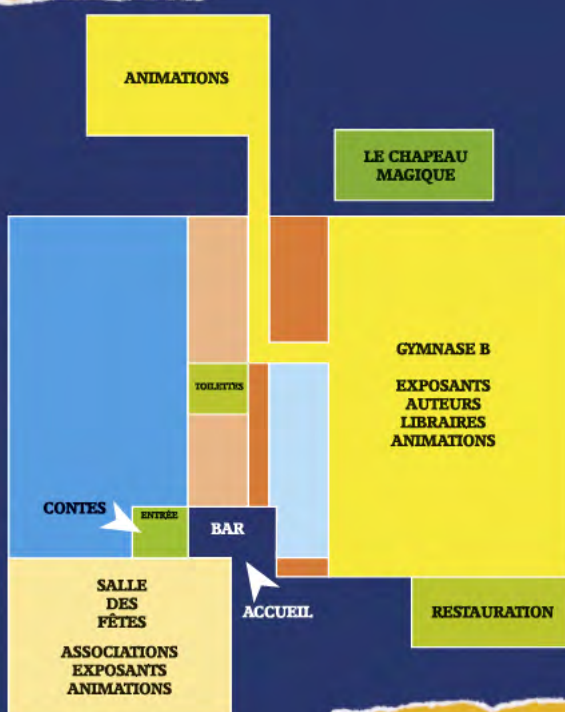 ANIMATIONS
LE CHAPEAU
MAGIQUE
GYMNASE B
EXPOSANTS
AUTEURS
LIBRAIRES
ANIMATIONS
TOILETTES
CONTES
ENTRÉE
BAR
ACCUEIL
SALLE
DES
FÊTES
ASSOCIATIONS
EXPOSANTS
ANIMATIONS
RESTAURATION